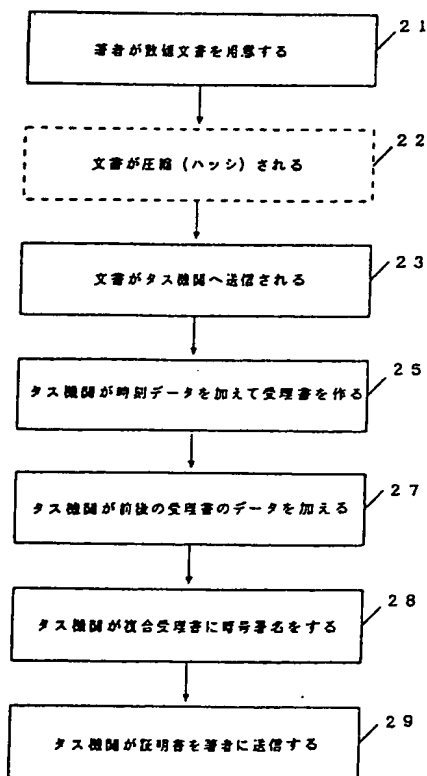 著者が数値文書を用意する
21
文書が圧縮（ハッシ）される
22
文書がタス機関へ送信される
23
タス機関が時刻データを加えて受理書を作る
25
タス機関が前後の受理書のデータを加える
27
タス機関が複合受理書に暗号署名をする
28
タス機関が証明書を著者に送信する
29